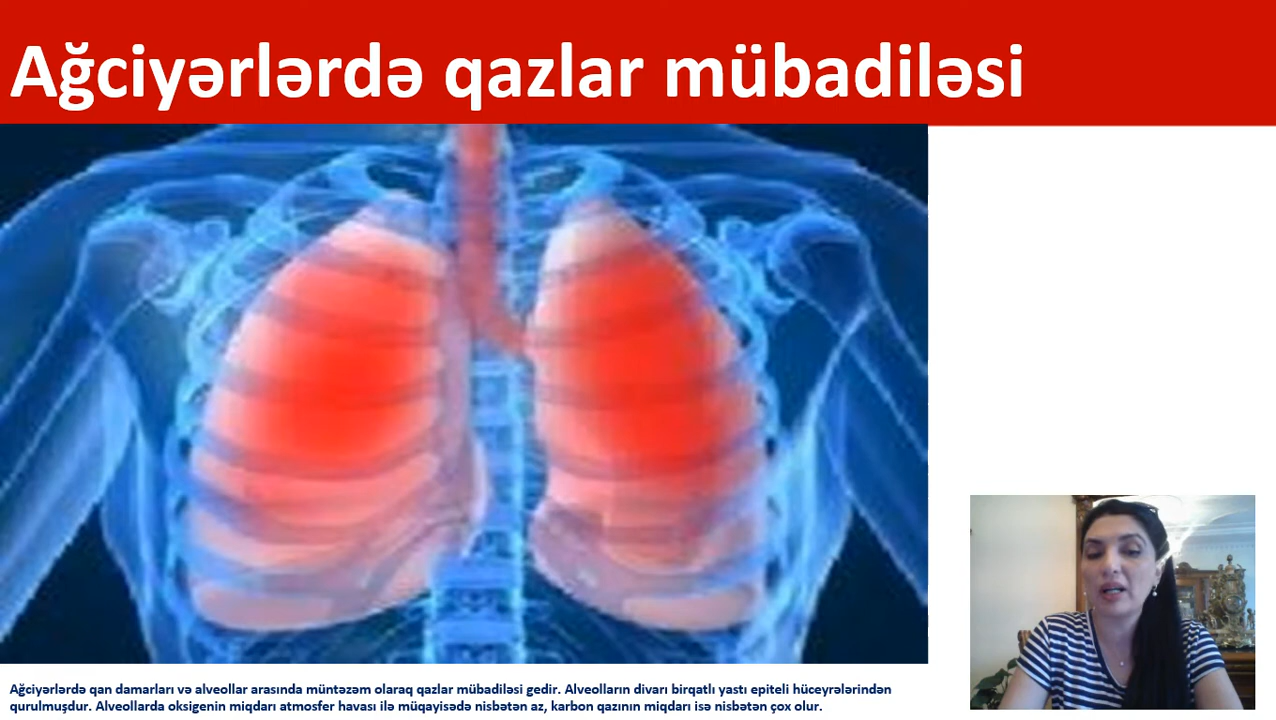 Ağciyərlərdə qazlar mübadiləsi
Ağciyərlərdə qan damarları və alveollar arasında müntəzəm olaraq qazlar mübadiləsi gedir. Alveolların divarı birqatlı yastı epiteli hüceyrələrindən
qurulmuşdur. Alveollarda oksigenin miqdarı atmosfer havası ilə müqayisədə nisbətən az, karbon qazının miqdarı isə nisbətən çox olur.